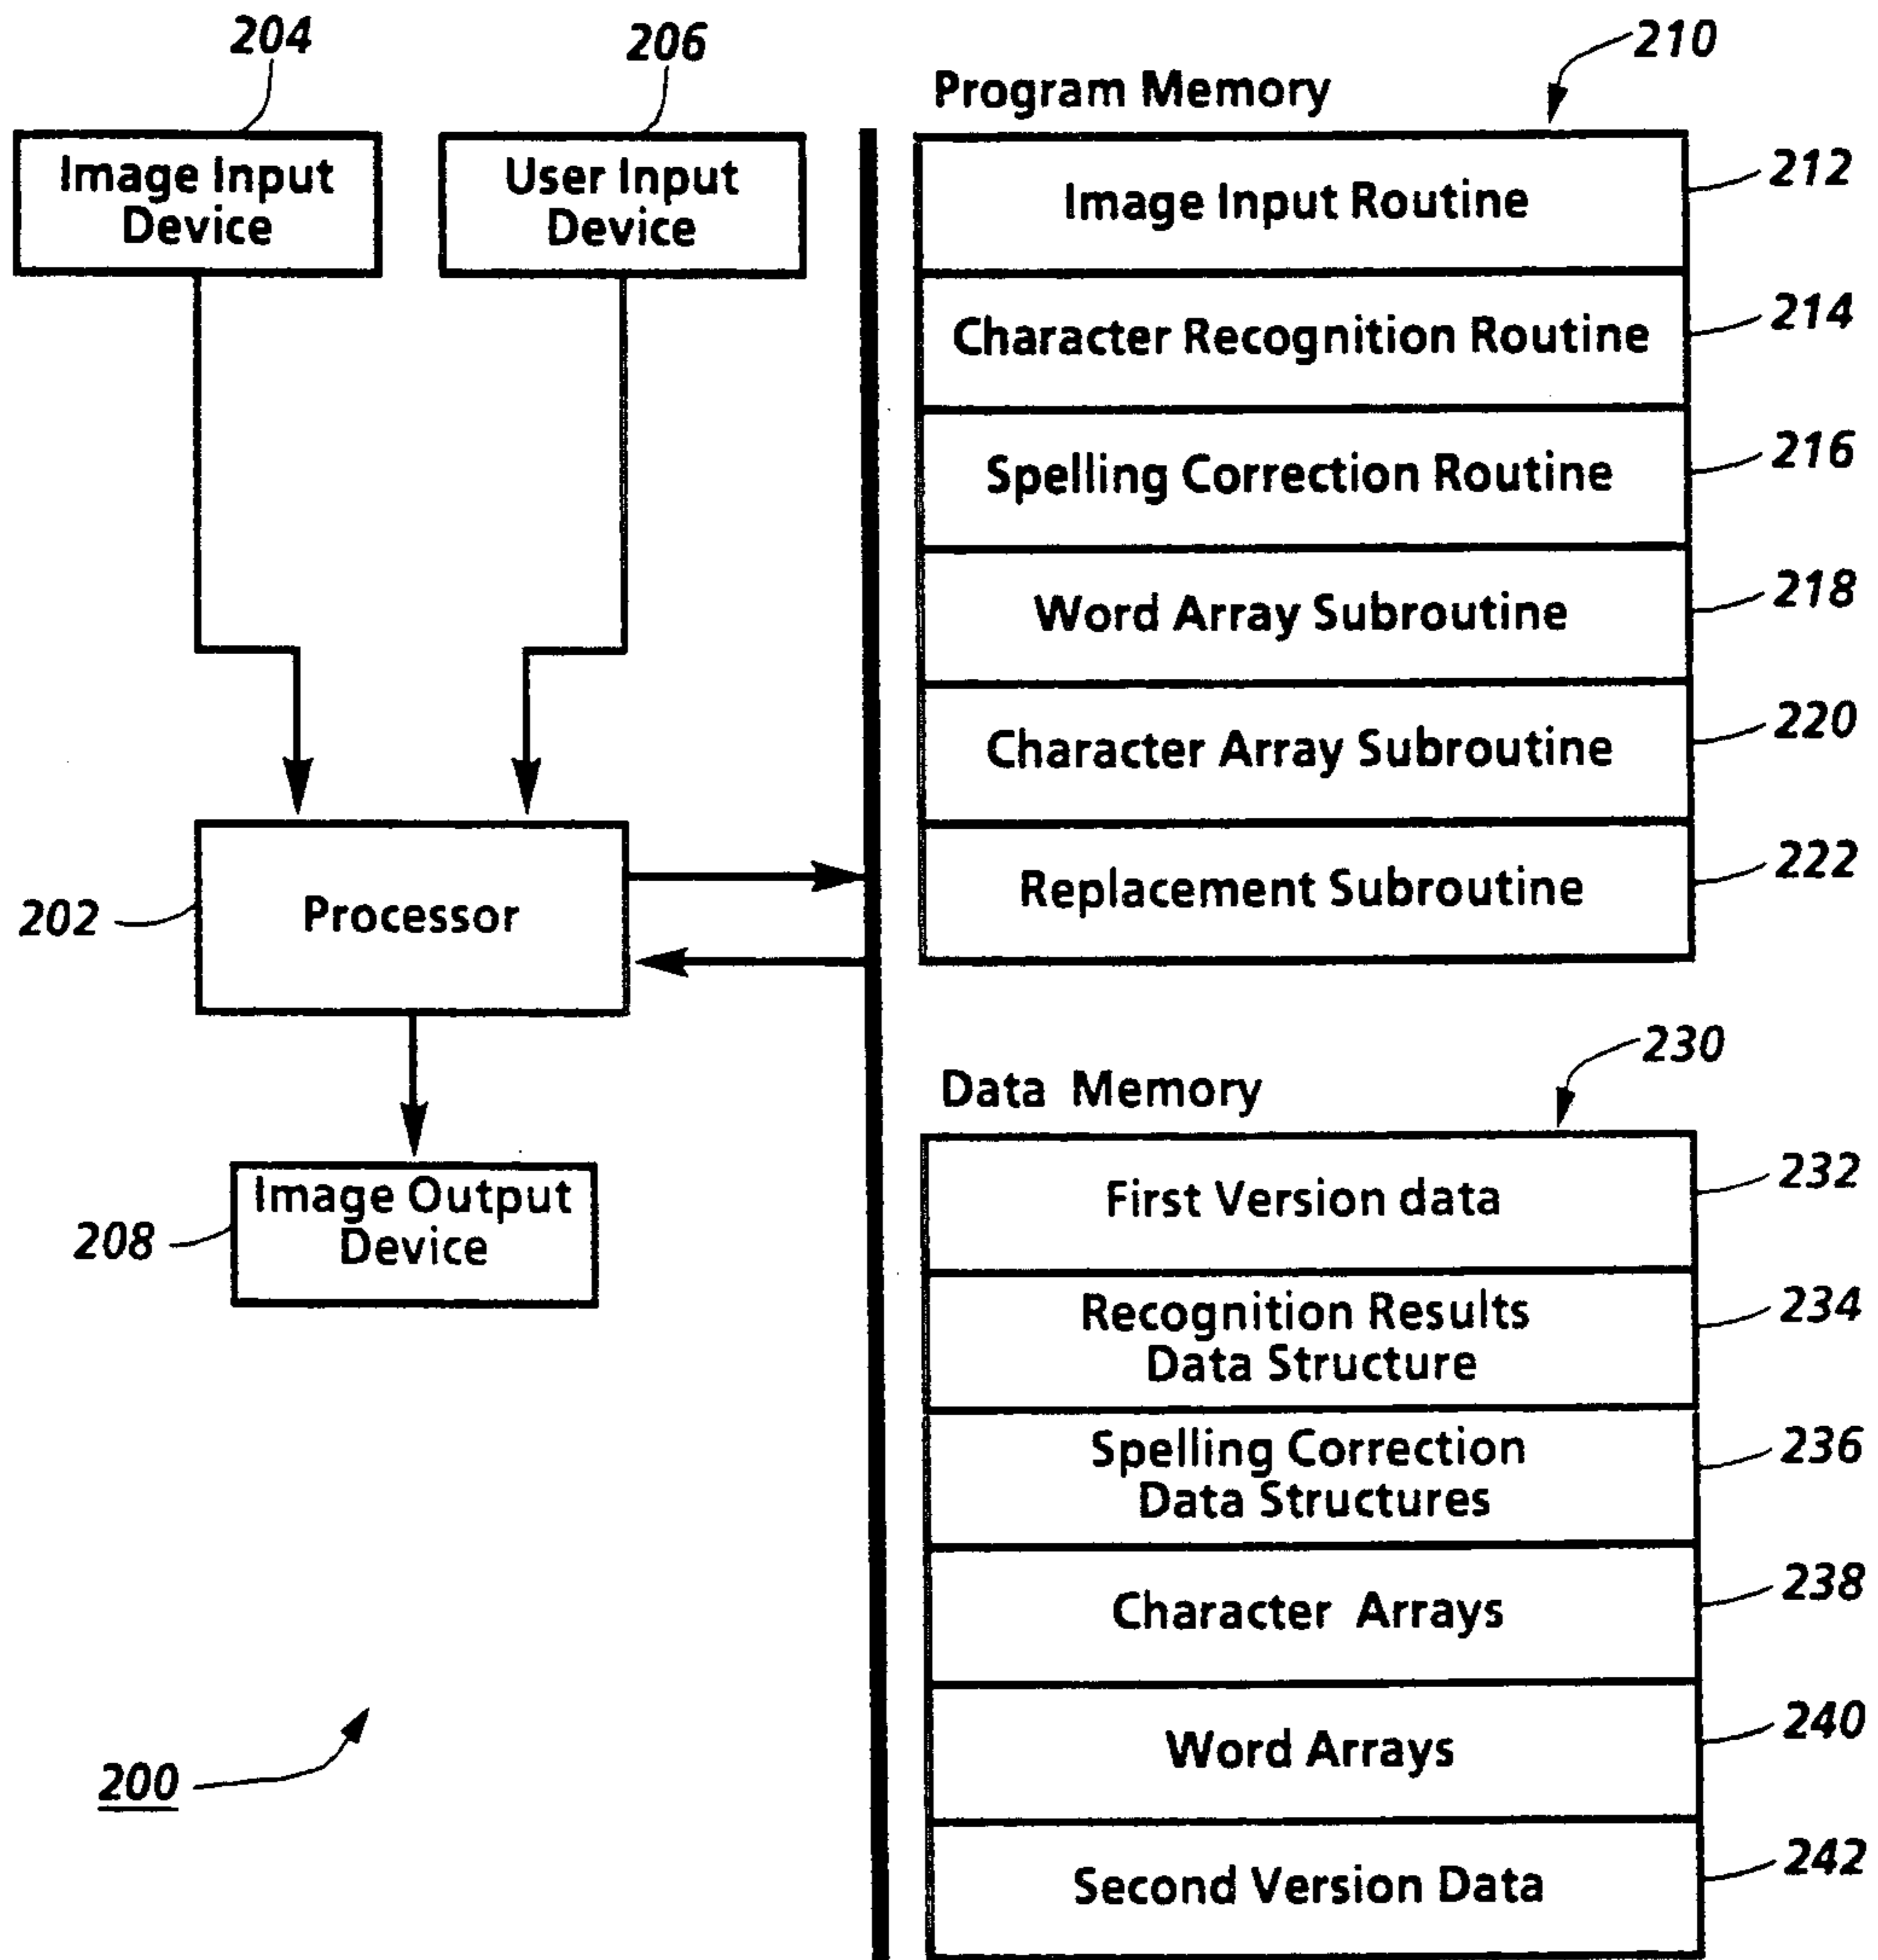 204
206
210
Program Memory
Image Input
Device
User Input
Device
Image Input Routine
212
Character Recognition Routine
214
Spelling Correction Routine
216
Word Array Subroutine
218
Character Array Subroutine
220
Replacement Subroutine
222
202
Processor
208
Image Output
Device
230
Data Memory
First Version data
232
Recognition Results
Data Structure
234
Spelling Correction
Data Structures
236
Character Arrays
238
Word Arrays
240
Second Version Data
242
200